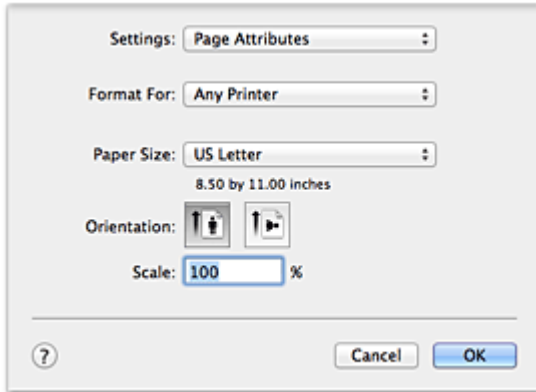 Settings: Page Attributes
Format For: Any Printer
Paper Size: US Letter
8.50 by 11.00 inches
Orientation:
Scale: 100 %
? Cancel OK